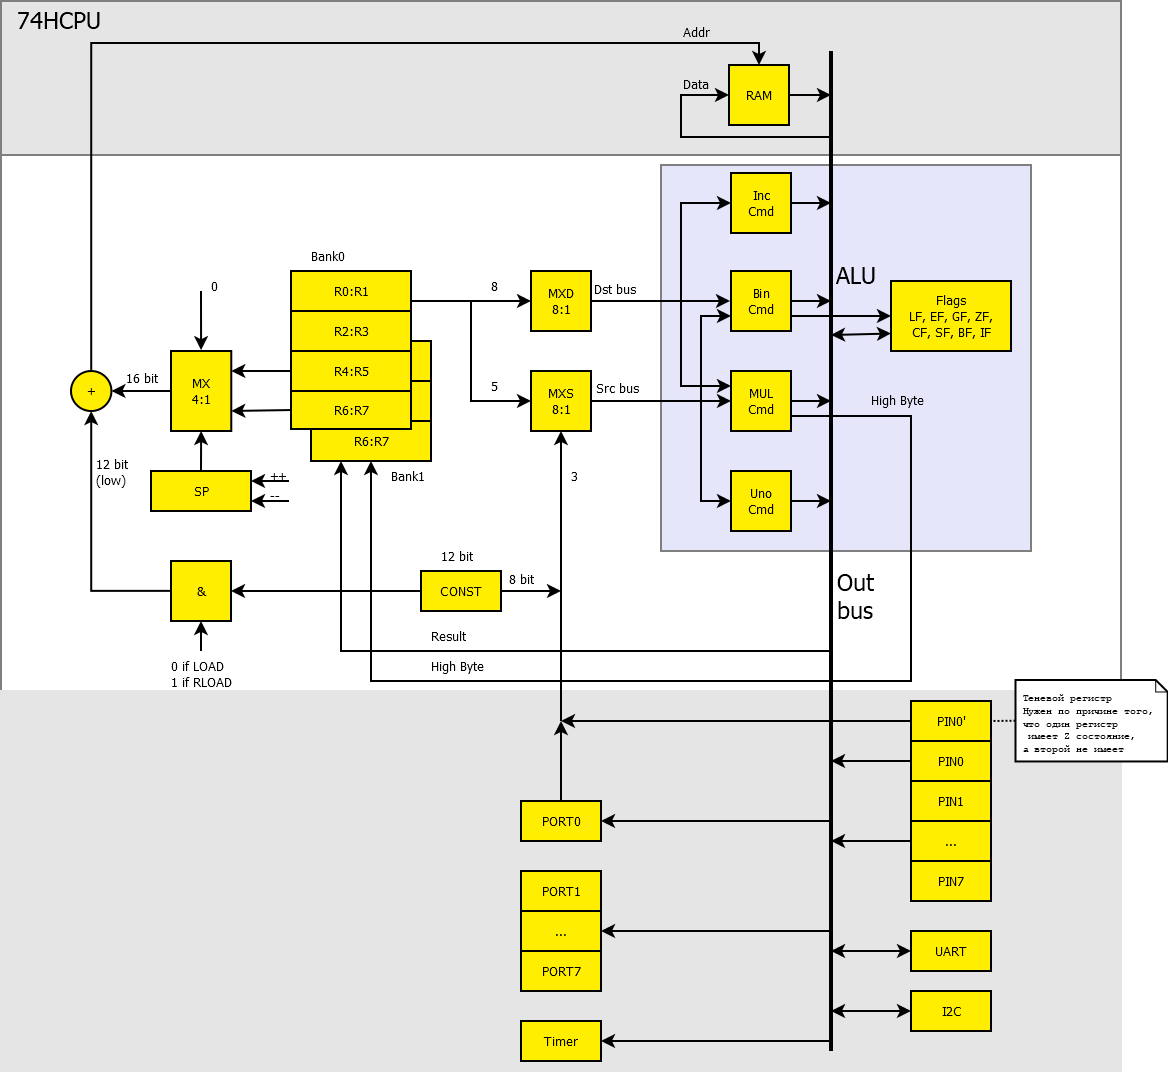 74HCPU
Addr
Data
RAM
Inc
Cmd
Bank0
0
R0:R1
8
MXD
8:1
Dst bus
Bin
Cmd
ALU
Flags
LF, EF, GF, ZF,
CF, SF, BF, IF
R2:R3
+
16 bit
MX
4:1
R4:R5
5
MXS
8:1
Src bus
MUL
Cmd
High Byte
R6:R7
R6:R7
12 bit
(low)
SP
++
--
Bank1
3
Uno
Cmd
12 bit
&
CONST
8 bit
Out
bus
Result
High Byte
0 if LOAD
1 if RLOAD
Теневой регистр
Нужен по причине того,
что один регистр
имеет Z состояние,
а второй не имеет
PIN0'
PIN0
PIN1
...
PIN7
PORT0
PORT1
...
PORT7
UART
I2C
Timer